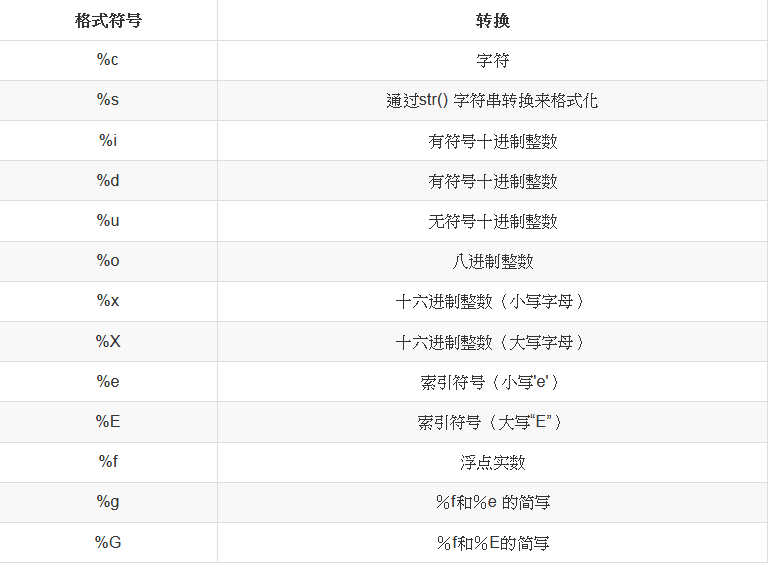 格式符号 转换
%c 字符
%s 通过str() 字符串转换来格式化
%i 有符号十进制整数
%d 有符号十进制整数
%u 无符号十进制整数
%o 八进制整数
%x 十六进制整数（小写字母）
%X 十六进制整数（大写字母）
%e 索引符号（小写'e'）
%E 索引符号（大写“E”）
%f 浮点实数
%g ％f和％e 的简写
%G ％f和％E的简写